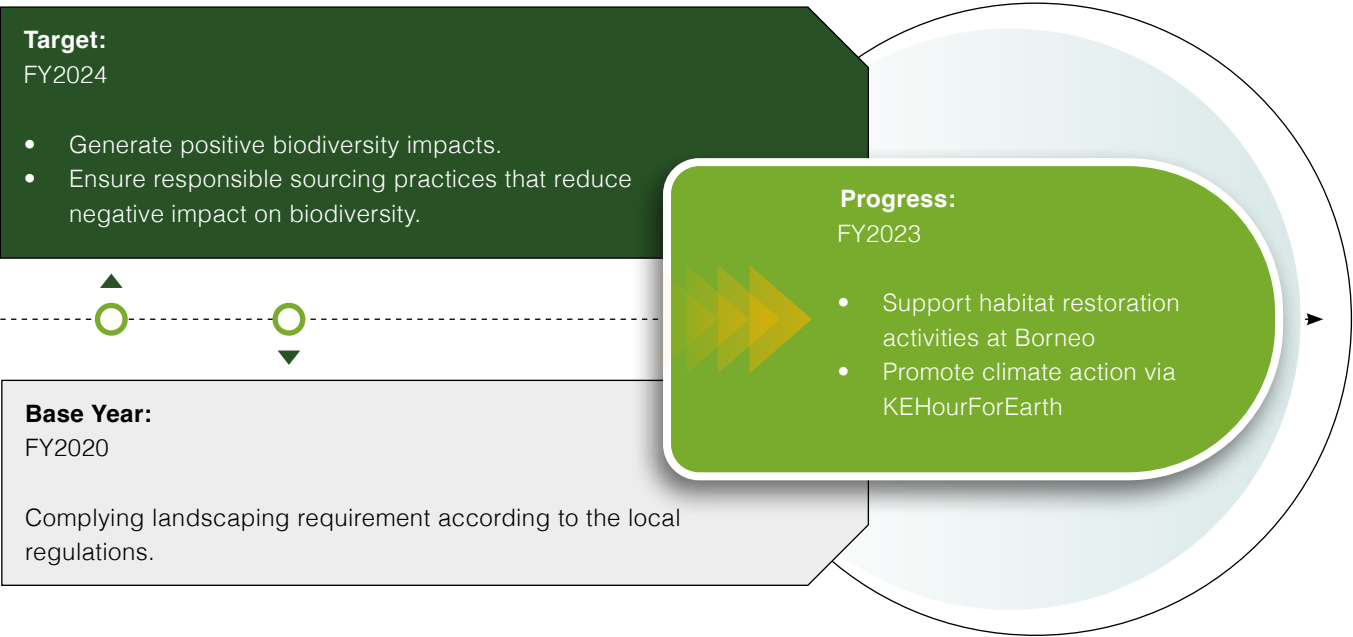 Target:
FY2024
• Generate positive biodiversity impacts.
• Ensure responsible sourcing practices that reduce
negative impact on biodiversity.
Progress:
FY2023
• Support habitat restoration
activities at Borneo
• Promote climate action via
KEHourForEarth
Base Year:
FY2020
Complying landscaping requirement according to the local
regulations.